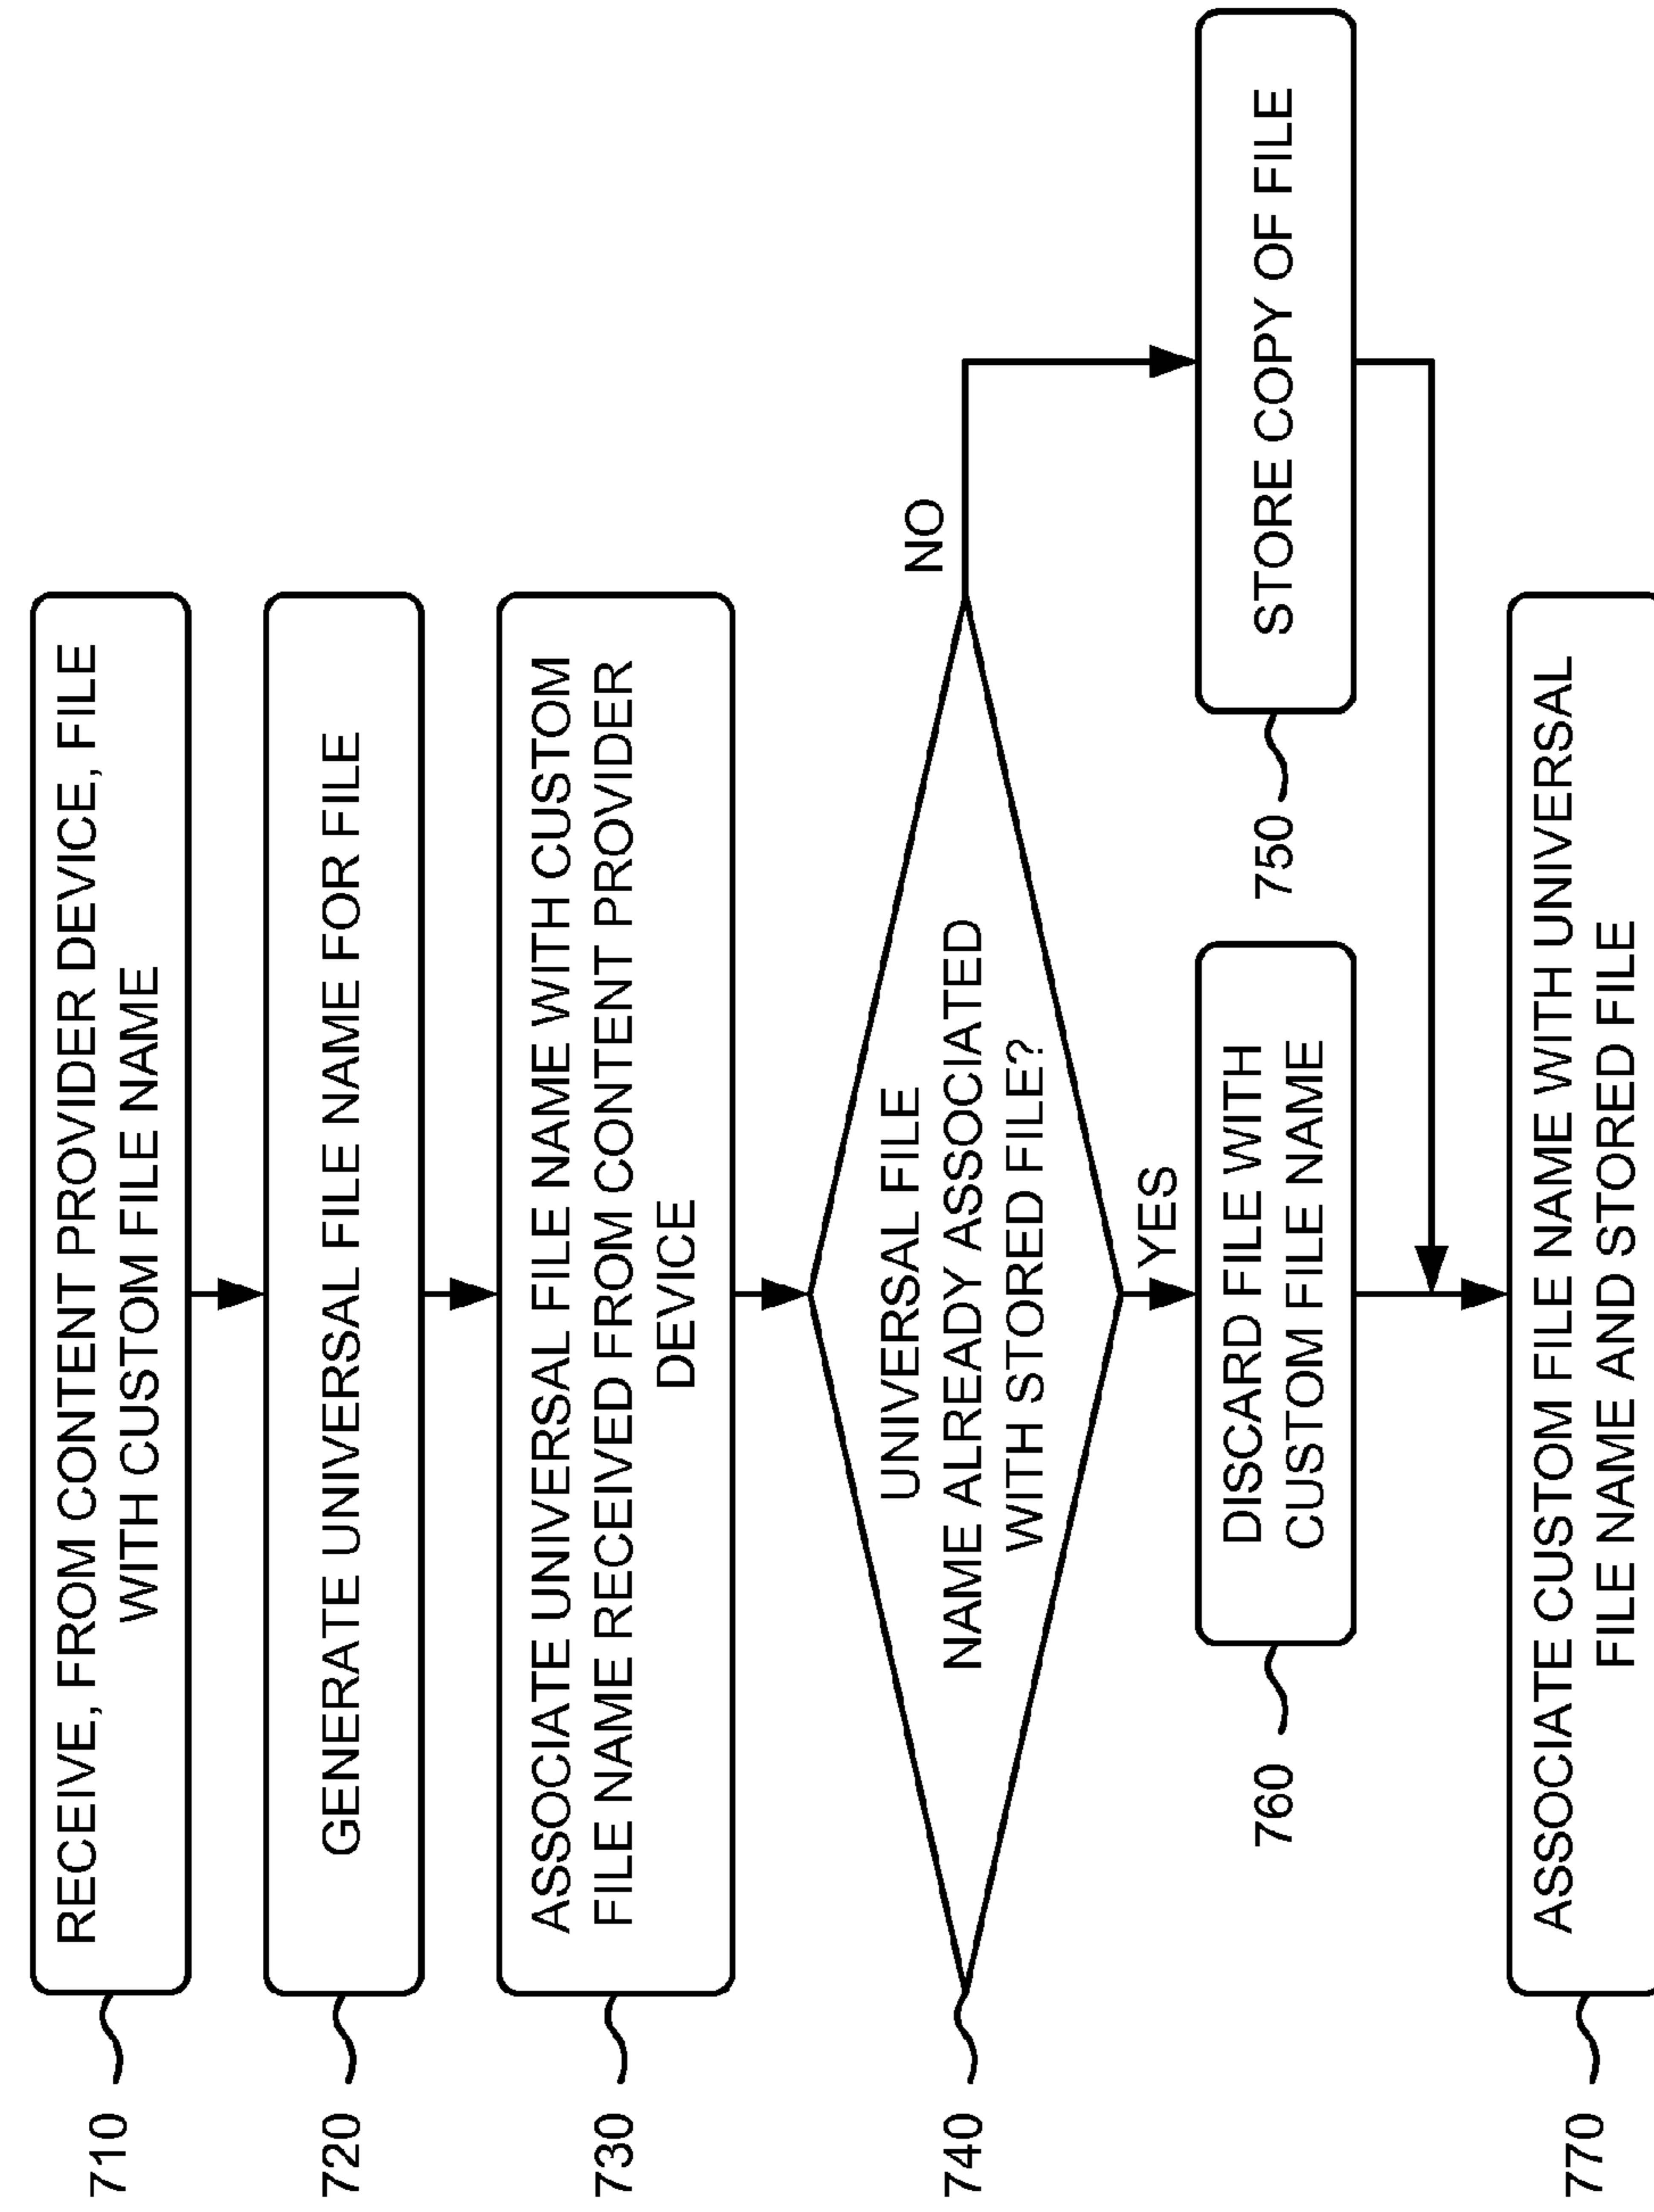 710
RECEIVE, FROM CONTENT PROVIDER DEVICE, FILE
WITH CUSTOM FILE NAME
720
GENERATE UNIVERSAL FILE NAME FOR FILE
730
ASSOCIATE UNIVERSAL FILE NAME WITH CUSTOM
FILE NAME RECEIVED FROM CONTENT PROVIDER
DEVICE
740
UNIVERSAL FILE
NAME ALREADY ASSOCIATED
WITH STORED FILE?
NO
YES
760
DISCARD FILE WITH
CUSTOM FILE NAME
750
STORE COPY OF FILE
770
ASSOCIATE CUSTOM FILE NAME WITH UNIVERSAL
FILE NAME AND STORED FILE